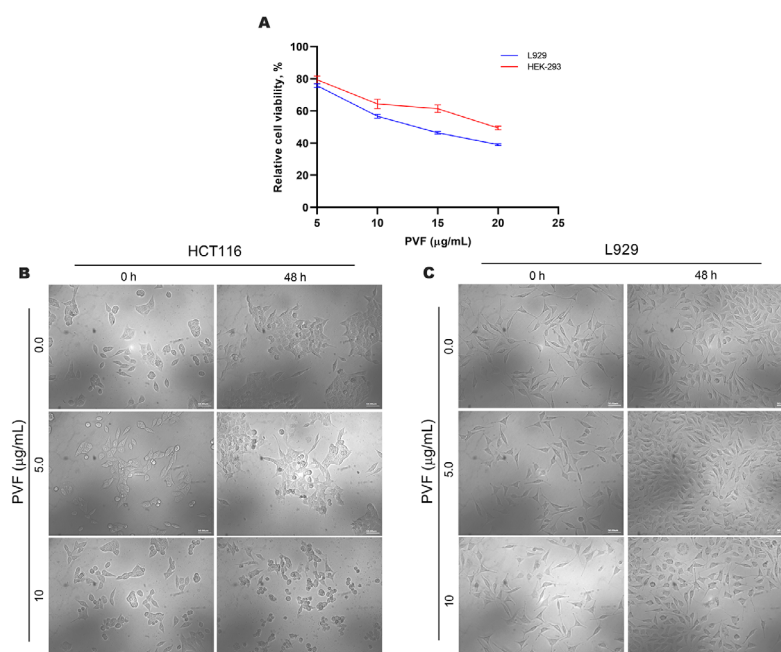 A
100
80
60
40
20
0
Relative cell viability, %
5 10 15 20 25
PVF (μg/mL)
L929
HEK-293
HCT116
B 0 h 48 h
0.0
5.0
10
PVF (μg/mL)
L929
C 0 h 48 h
0.0
5.0
10
PVF (μg/mL)